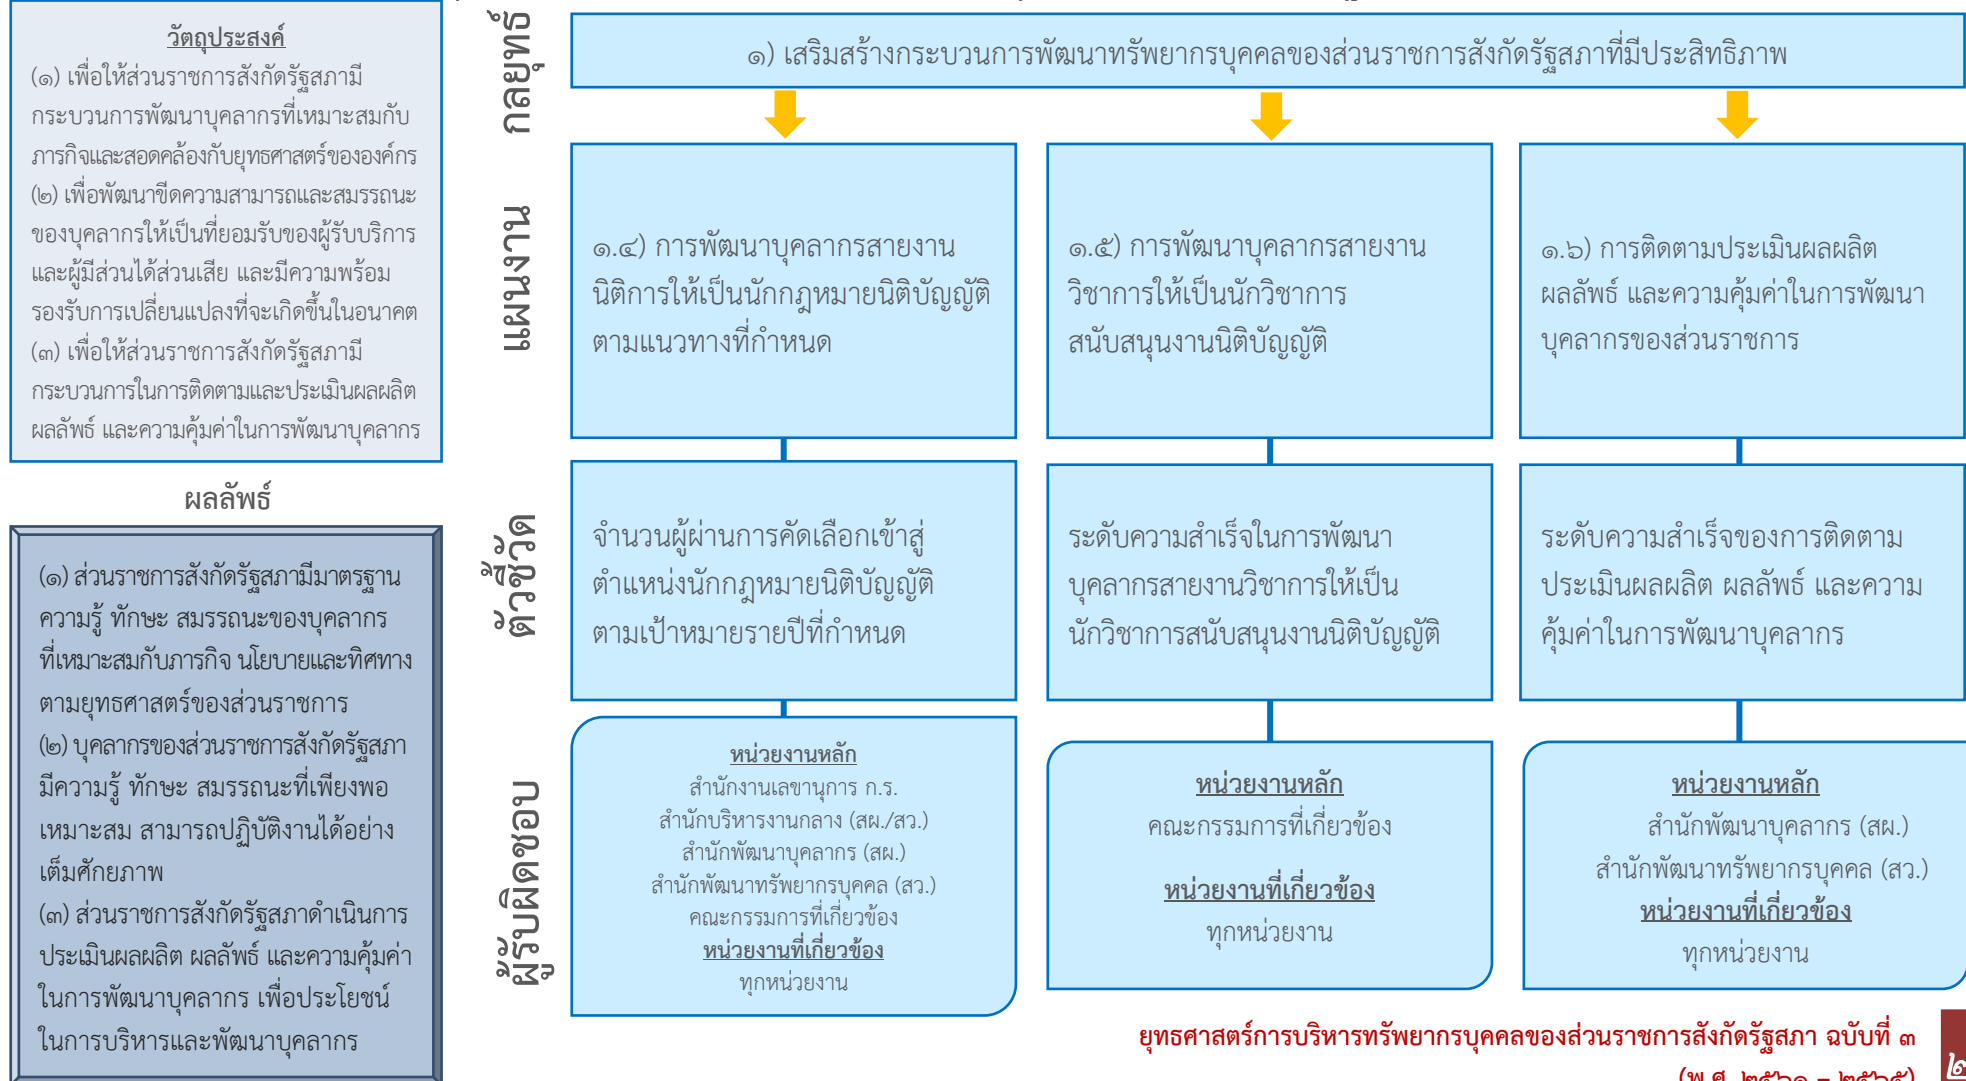 วัตถุประสงค์
(๑) เพื่อให้ส่วนราชการสังกัดรัฐสภามี
กระบวนการพัฒนาบุคลากรที่เหมาะสมกับ
ภารกิจและสอดคล้องกับยุทธศาสตร์ขององค์กร
(๒) เพื่อพัฒนาขีดความสามารถและสมรรถนะ
ของบุคลากรให้เป็นที่ยอมรับของผู้รับบริการ
และผู้มีส่วนได้ส่วนเสีย และมีความพร้อม
รองรับการเปลี่ยนแปลงที่จะเกิดขึ้นในอนาคต
(๓) เพื่อให้ส่วนราชการสังกัดรัฐสภามี
กระบวนการในการติดตามและประเมินผลผลิต
ผลลัพธ์ และความคุ้มค่าในการพัฒนาบุคลากร
ผลลัพธ์
(๑) ส่วนราชการสังกัดรัฐสภามีมาตรฐาน
ความรู้ ทักษะ สมรรถนะของบุคลากร
ที่เหมาะสมกับภารกิจ นโยบายและทิศทาง
ตามยุทธศาสตร์ของส่วนราชการ
(๒) บุคลากรของส่วนราชการสังกัดรัฐสภา
มีความรู้ ทักษะ สมรรถนะที่เพียงพอ
เหมาะสม สามารถปฏิบัติงานได้อย่าง
เต็มศักยภาพ
(๓) ส่วนราชการสังกัดรัฐสภาดำเนินการ
ประเมินผลผลิต ผลลัพธ์ และความคุ้มค่า
ในการพัฒนาบุคลากร เพื่อประโยชน์
ในการบริหารและพัฒนาบุคลากร
กลยุทธ์
๑) เสริมสร้างกระบวนการพัฒนาทรัพยากรบุคคลของส่วนราชการสังกัดรัฐสภาที่มีประสิทธิภาพ
แผนงาน
๑.๔) การพัฒนาบุคลากรสายงาน
นิติการให้เป็นนักกฎหมายนิติบัญญัติ
ตามแนวทางที่กำหนด
๑.๕) การพัฒนาบุคลากรสายงาน
วิชาการให้เป็นนักวิชาการ
สนับสนุนงานนิติบัญญัติ
๑.๖) การติดตามประเมินผลผลิต
ผลลัพธ์ และความคุ้มค่าในการพัฒนา
บุคลากรของส่วนราชการ
ตัวชี้วัด
จำนวนผู้ผ่านการคัดเลือกเข้าสู่
ตำแหน่งนักกฎหมายนิติบัญญัติ
ตามเป้าหมายรายปีที่กำหนด
ระดับความสำเร็จในการพัฒนา
บุคลากรสายงานวิชาการให้เป็น
นักวิชาการสนับสนุนงานนิติบัญญัติ
ระดับความสำเร็จของการติดตาม
ประเมินผลผลิต ผลลัพธ์ และความ
คุ้มค่าในการพัฒนาบุคลากร
ผู้รับผิดชอบ
หน่วยงานหลัก
สำนักงานเลขานุการ ก.ร.
สำนักบริหารงานกลาง (สผ./สว.)
สำนักพัฒนาบุคลากร (สผ.)
สำนักพัฒนาทรัพยากรบุคคล (สว.)
คณะกรรมการที่เกี่ยวข้อง
หน่วยงานที่เกี่ยวข้อง
ทุกหน่วยงาน
หน่วยงานหลัก
คณะกรรมการที่เกี่ยวข้อง
หน่วยงานที่เกี่ยวข้อง
ทุกหน่วยงาน
หน่วยงานหลัก
สำนักพัฒนาบุคลากร (สผ.)
สำนักพัฒนาทรัพยากรบุคคล (สว.)
หน่วยงานที่เกี่ยวข้อง
ทุกหน่วยงาน
ยุทธศาสตร์การบริหารทรัพยากรบุคคลของส่วนราชการสังกัดรัฐสภา ฉบับที่ ๓
(พ.ศ. ๒๕๖๑ – ๒๕๖๕)